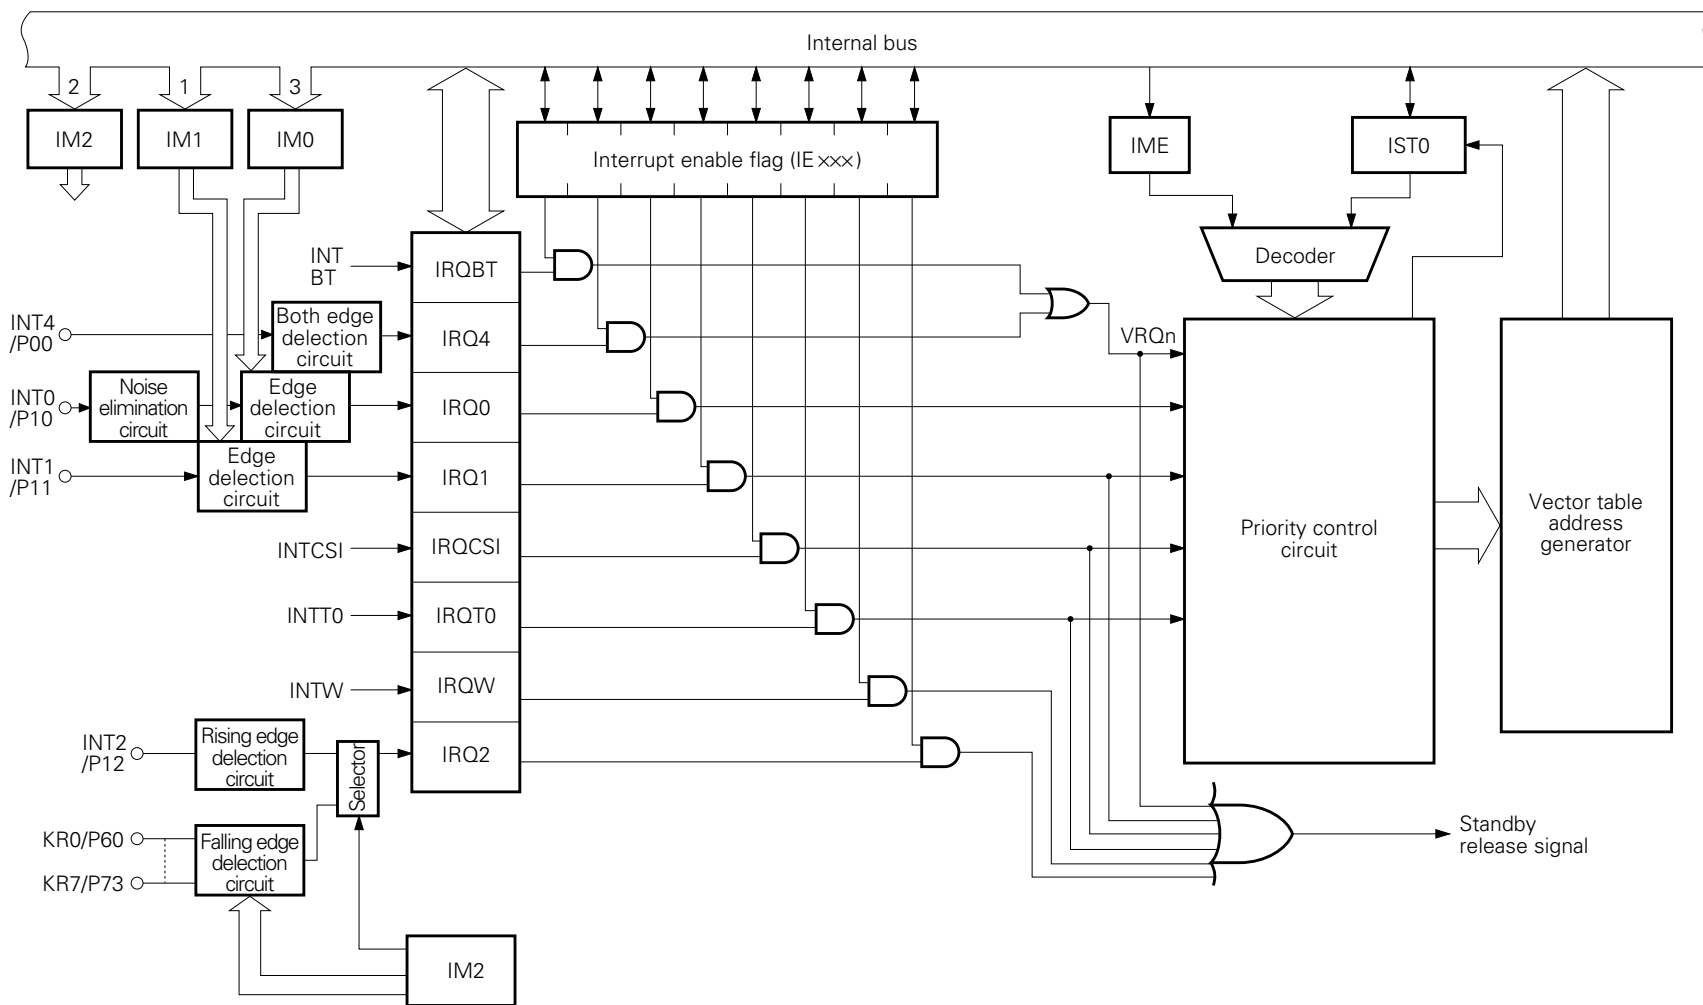 Internal bus
2
1
3
IM2
IM1
IM0
Interrupt enable flag (IE×××)
IME
IST0
Decoder
INT
BT
IRQBT
INT4
/P00
Both edge
delection
circuit
IRQ4
VRQn
INT0
/P10
Noise
elimination
circuit
Edge
delection
circuit
IRQ0
INT1
/P11
Edge
delection
circuit
IRQ1
Priority control
circuit
Vector table
address
generator
INTCSI
IRQCSI
INTT0
IRQT0
INTW
IRQW
INT2
/P12
Rising edge
delection
circuit
Selector
IRQ2
KR0/P60
KR7/P73
Falling edge
delection
circuit
Standby
release signal
IM2